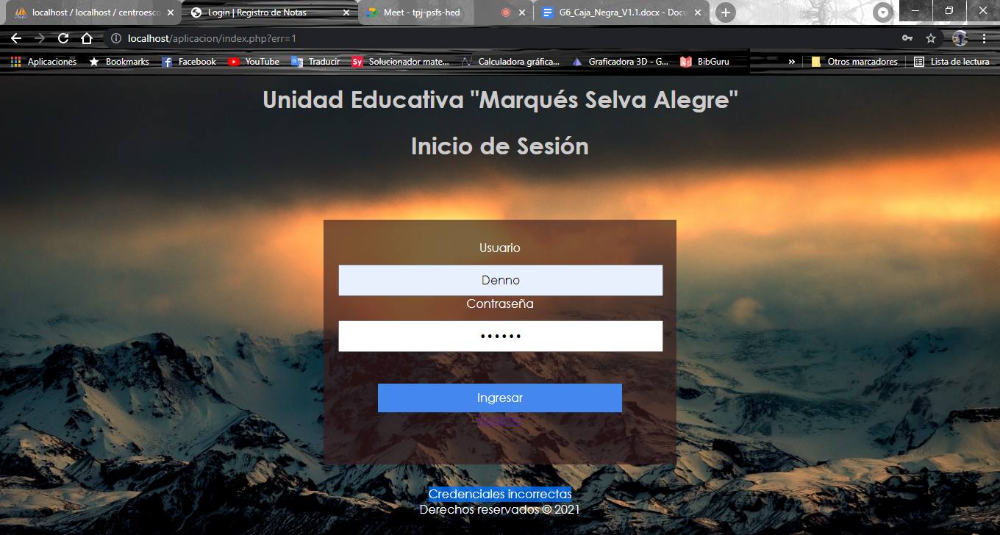 localhost / localhost / centroesco
Login | Registro de Notas
Meet - tpj-psfs-hed
G6_Caja_Negra_V1.1.docx - Docu
localhost/aplicacion/index.php?err=1
Aplicaciones
Bookmarks
Facebook
YouTube
Traducir
Sy Solucionador mate...
Calculadora gráfica...
Graficadora 3D - G...
BibGuru
»
Otros marcadores
Lista de lectura
Unidad Educativa "Marqués Selva Alegre"
Inicio de Sesión
Usuario
Denno
Contraseña
••••••
Ingresar
Registro
Credenciales incorrectas
Derechos reservados © 2021